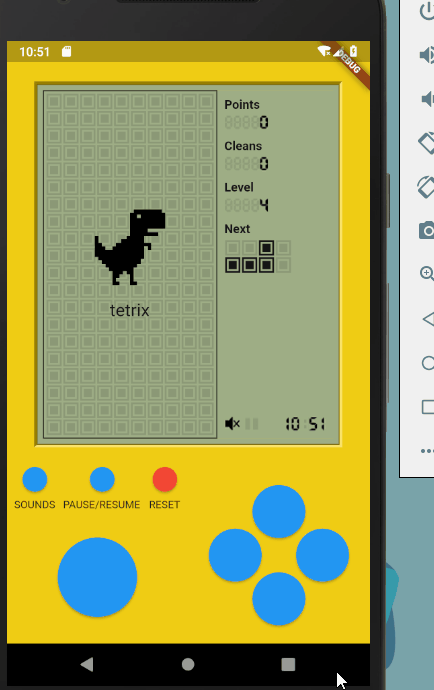 10:51
DEBUG
Points
0
Cleans
0
Level
4
Next
tetrix
10 51
SOUNDS PAUSE/RESUME RESET